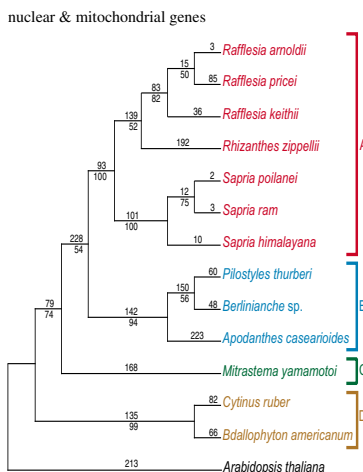 nuclear & mitochondrial genes
3 Rafflesia arnoldii
15
50
85 Rafflesia pricei
83
82
36 Rafflesia keithii
139
52
192 Rhizanthes zippellii
A
93
100
2 Sapria poilanei
12
75
3 Sapria ram
101
100
10 Sapria himalayana
228
54
60 Pilostyles thurberi
150
56
48 Berlinianche sp.
B
142
94
223 Apodanthes casearioides
79
74
168 Mitrastema yamamotoi
C
82 Cytinus ruber
135
99
D
66 Bdallophyton americanum
213 Arabidopsis thaliana